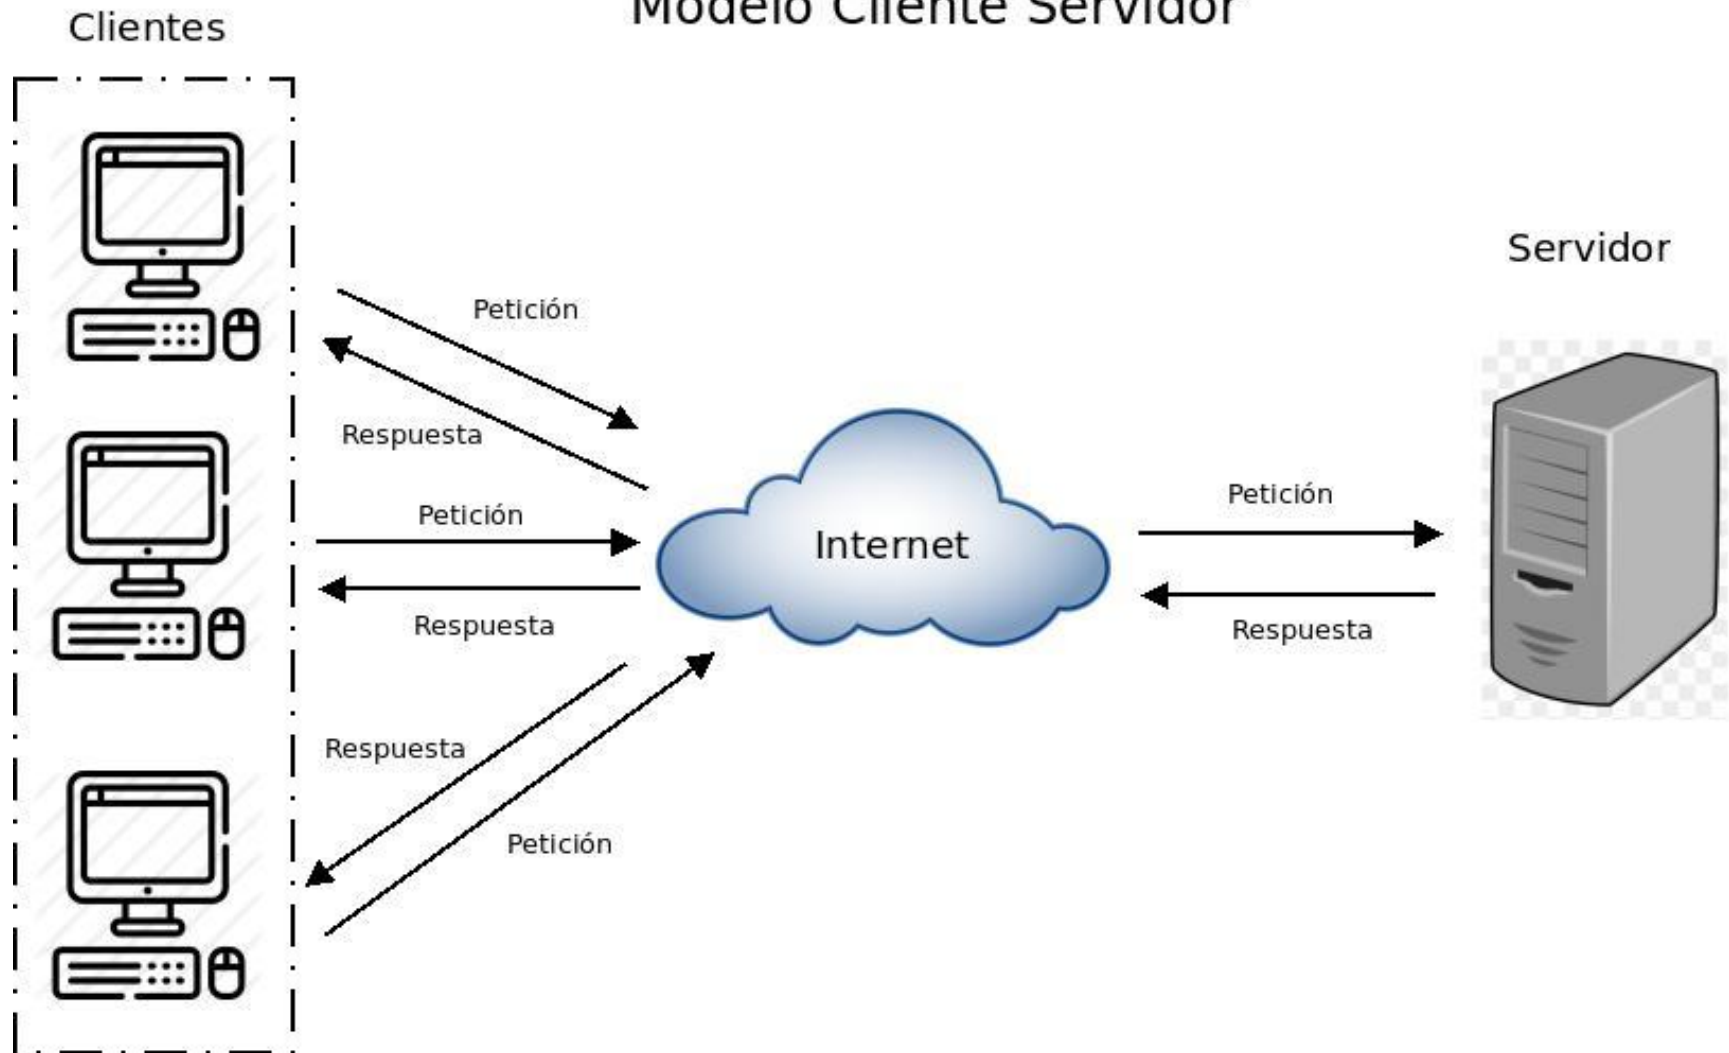 Modelo Cliente Servidor
Clientes
Servidor
Petición
Respuesta
Petición
Respuesta
Respuesta
Petición
Internet
Petición
Respuesta